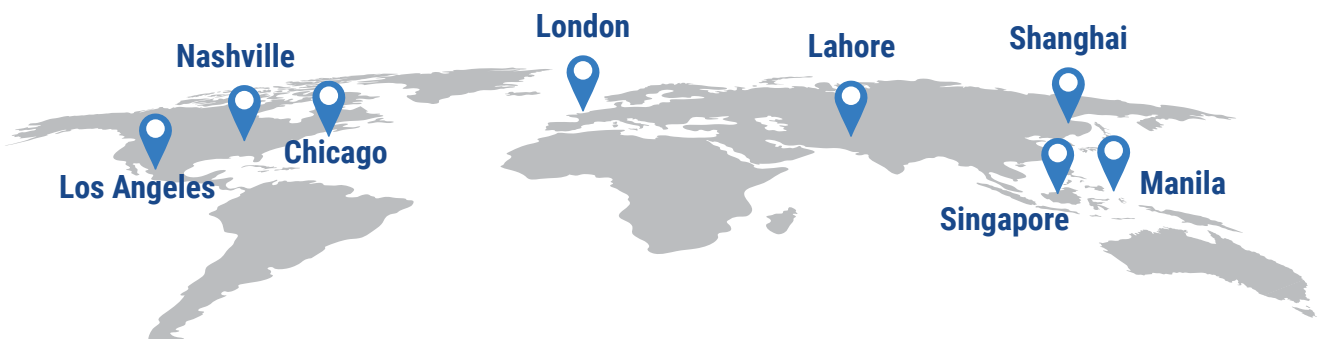 London
Shanghai
Lahore
Nashville
Chicago
Los Angeles
Manila
Singapore